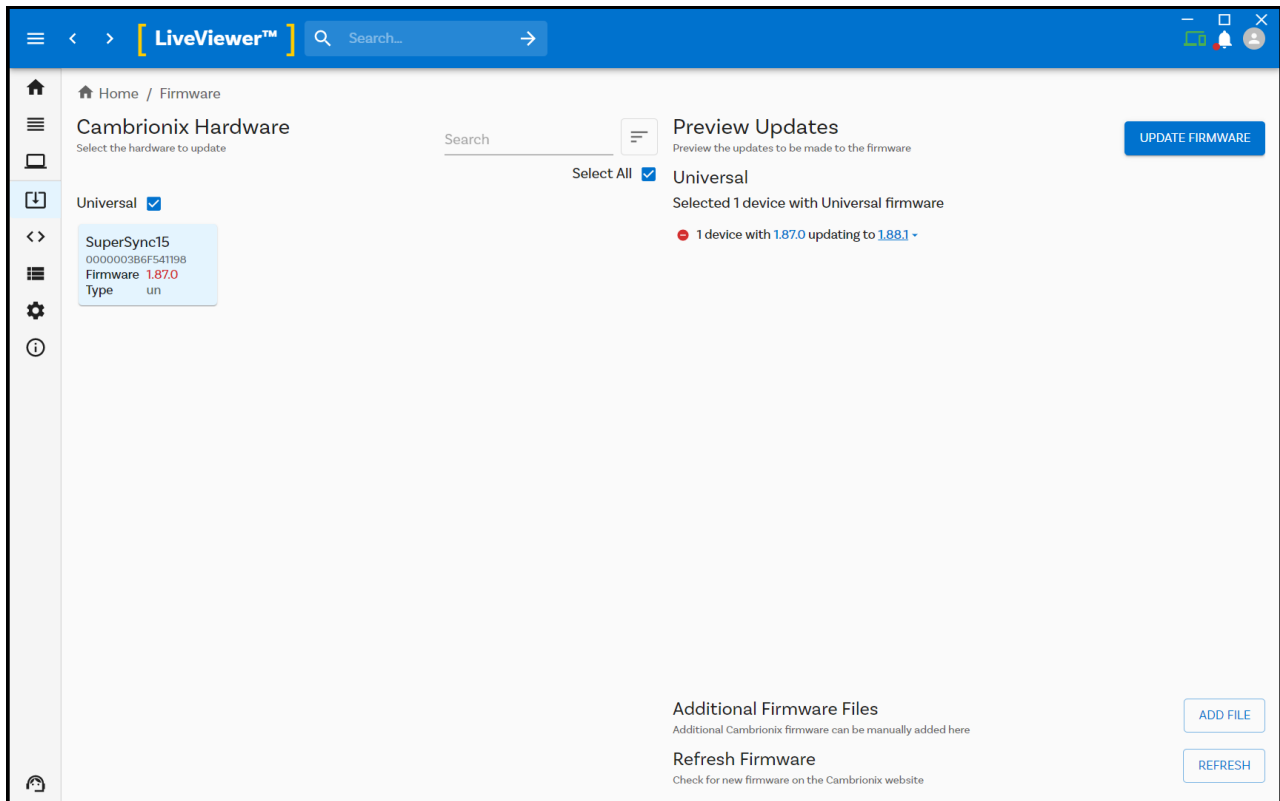 [ LiveViewer™ ]
Search...
Home / Firmware
Cambrionix Hardware
Select the hardware to update
Search
Select All
Universal
SuperSync15
0000003B6F541198
Firmware 1.87.0
Type un
Preview Updates
Preview the updates to be made to the firmware
UPDATE FIRMWARE
Universal
Selected 1 device with Universal firmware
1 device with 1.87.0 updating to 1.88.1
Additional Firmware Files
Additional Cambrionix firmware can be manually added here
ADD FILE
Refresh Firmware
Check for new firmware on the Cambrionix website
REFRESH